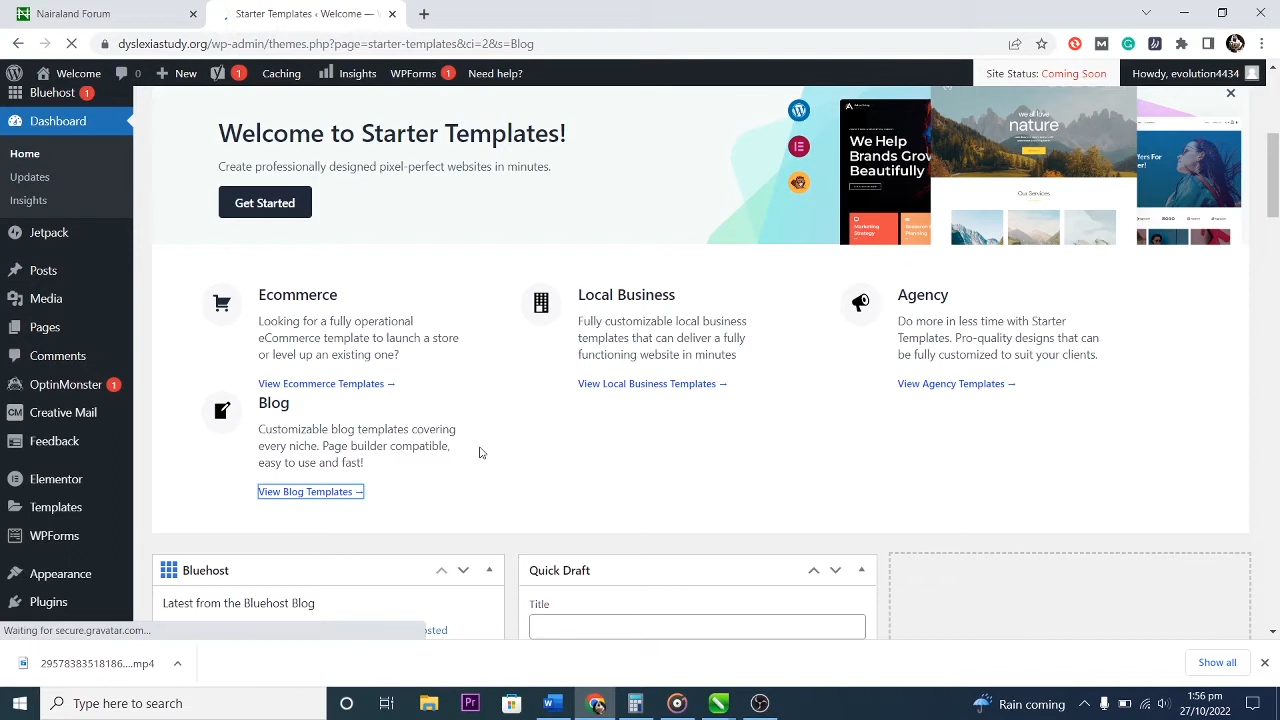 Nairaland Forum
Starter Templates ‹ Welcome —
dyslexiastudy.org/wp-admin/themes.php?page=starter-templates&ci=2&s=Blog
Welcome 0 New 1 Caching Insights WPForms 1 Need help?
Site Status: Coming Soon
Howdy, evolution4434
Bluehost 1
Dashboard
Home
Updates
Insights
Jetpack
Posts
Media
Pages
Comments
OptinMonster 1
Creative Mail
Feedback
Elementor
Templates
WPForms
Appearance
Plugins
Welcome to Starter Templates!
Create professionally designed pixel-perfect websites in minutes.
Get Started
We Help
Brands Grow
Beautifully
Marketing
Strategy
we all love
nature
Our Services
Ecommerce
Looking for a fully operational
eCommerce template to launch a store
or level up an existing one?
View Ecommerce Templates →
Local Business
Fully customizable local business
templates that can deliver a fully
functioning website in minutes
View Local Business Templates →
Agency
Do more in less time with Starter
Templates. Pro-quality designs that can
be fully customized to suit your clients.
View Agency Templates →
Blog
Customizable blog templates covering
every niche. Page builder compatible,
easy to use and fast!
View Blog Templates →
Bluehost
Latest from the Bluehost Blog
Quick Draft
Title
Waiting for secure.gravatar.com...
osted
29578383518186....mp4
Show all
Type here to search
Rain coming
1:56 pm
27/10/2022